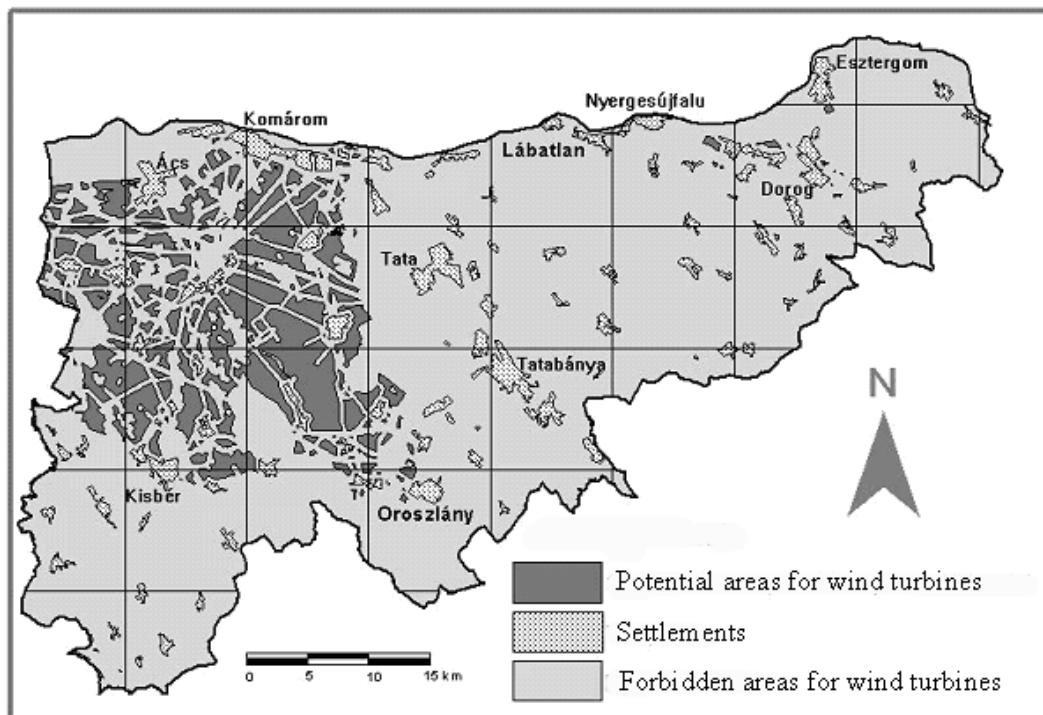 Esztergom
Nyergesújfalu
Komárom
Lábatlan
Ács
Dorog
Tata
Tatabánya
N
Kisbér
Oroszlány
Potential areas for wind turbines
Settlements
Forbidden areas for wind turbines
0 5 10 15 km